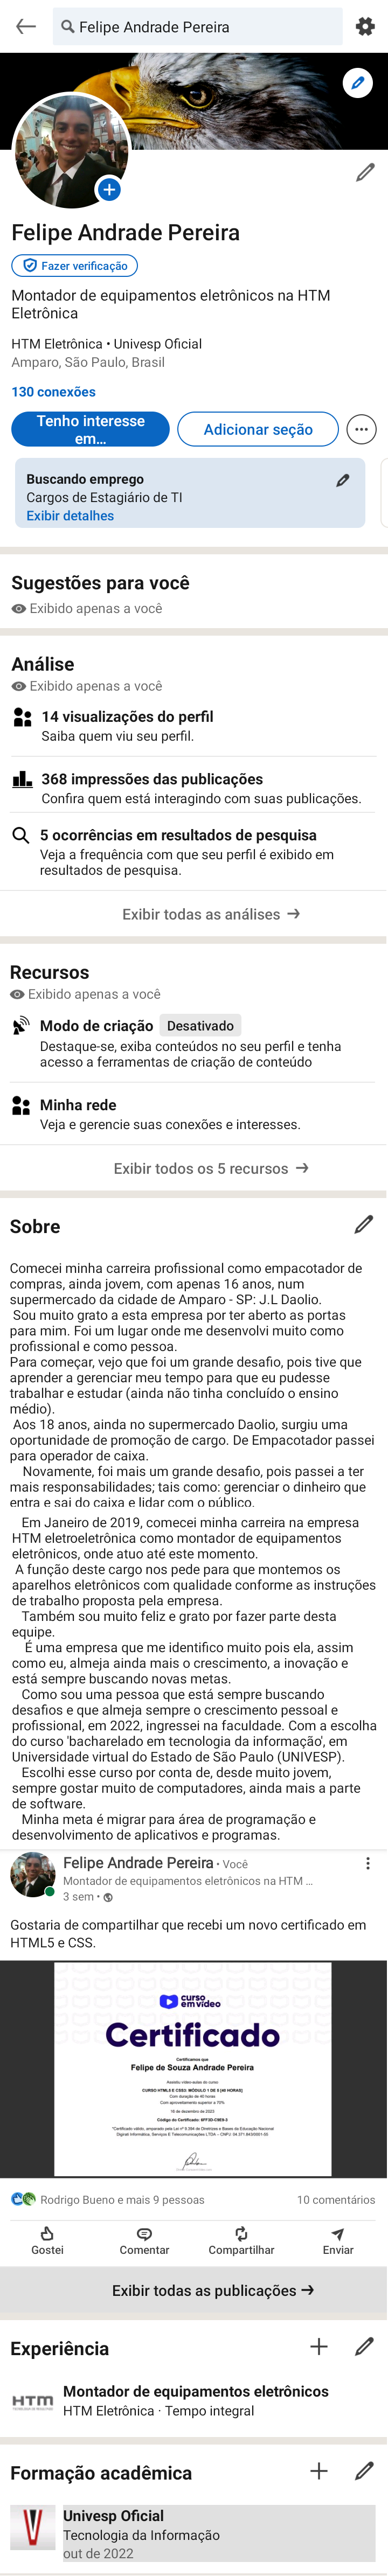 Felipe Andrade Pereira
Felipe Andrade Pereira
Fazer verificação
Montador de equipamentos eletrônicos na HTM
Eletrônica
HTM Eletrônica • Univesp Oficial
Amparo, São Paulo, Brasil
130 conexões
Tenho interesse
em...
Adicionar seção
Buscando emprego
Cargos de Estagiário de TI
Exibir detalhes
Sugestões para você
Exibido apenas a você
Análise
Exibido apenas a você
14 visualizações do perfil
Saiba quem viu seu perfil.
368 impressões das publicações
Confira quem está interagindo com suas publicações.
5 ocorrências em resultados de pesquisa
Veja a frequência com que seu perfil é exibido em
resultados de pesquisa.
Exibir todas as análises →
Recursos
Exibido apenas a você
Modo de criação Desativado
Destaque-se, exiba conteúdos no seu perfil e tenha
acesso a ferramentas de criação de conteúdo
Minha rede
Veja e gerencie suas conexões e interesses.
Exibir todos os 5 recursos →
Sobre
Comecei minha carreira profissional como empacotador de
compras, ainda jovem, com apenas 16 anos, num
supermercado da cidade de Amparo - SP: J.L Daolio.
Sou muito grato a esta empresa por ter aberto as portas
para mim. Foi um lugar onde me desenvolvi muito como
profissional e como pessoa.
Para começar, vejo que foi um grande desafio, pois tive que
aprender a gerenciar meu tempo para que eu pudesse
trabalhar e estudar (ainda não tinha concluído o ensino
médio).
Aos 18 anos, ainda no supermercado Daolio, surgiu uma
oportunidade de promoção de cargo. De Empacotador passei
para operador de caixa.
Novamente, foi mais um grande desafio, pois passei a ter
mais responsabilidades; tais como: gerenciar o dinheiro que
entra e sai do caixa e lidar com o público.
Em Janeiro de 2019, comecei minha carreira na empresa
HTM eletroeletrônica como montador de equipamentos
eletrônicos, onde atuo até este momento.
A função deste cargo nos pede para que montemos os
aparelhos eletrônicos com qualidade conforme as instruções
de trabalho proposta pela empresa.
Também sou muito feliz e grato por fazer parte desta
equipe.
É uma empresa que me identifico muito pois ela, assim
como eu, almeja ainda mais o crescimento, a inovação e
está sempre buscando novas metas.
Como sou uma pessoa que está sempre buscando
desafios e que almeja sempre o crescimento pessoal e
profissional, em 2022, ingressei na faculdade. Com a escolha
do curso 'bacharelado em tecnologia da informação', em
Universidade virtual do Estado de São Paulo (UNIVESP).
Escolhi esse curso por conta de, desde muito jovem,
sempre gostar muito de computadores, ainda mais a parte
de software.
Minha meta é migrar para área de programação e
desenvolvimento de aplicativos e programas.
Felipe Andrade Pereira • Você
Montador de equipamentos eletrônicos na HTM ...
3 sem •
Gostaria de compartilhar que recebi um novo certificado em
HTML5 e CSS.
curso
em vídeo
Certificado
Certificamos que
Felipe de Souza Andrade Pereira
CURSO HTML5 E CSS3: MÓDULO 1 DE 5 [40 HORAS]
Com duração de 40 horas
Com aproveitamento superior a 70%
16 de dezembro de 2023
Rodrigo Bueno e mais 9 pessoas
10 comentários
Gostei
Comentar
Compartilhar
Enviar
Exibir todas as publicações →
Experiência
HTM
Montador de equipamentos eletrônicos
HTM Eletrônica · Tempo integral
Formação acadêmica
Univesp Oficial
Tecnologia da Informação
out de 2022